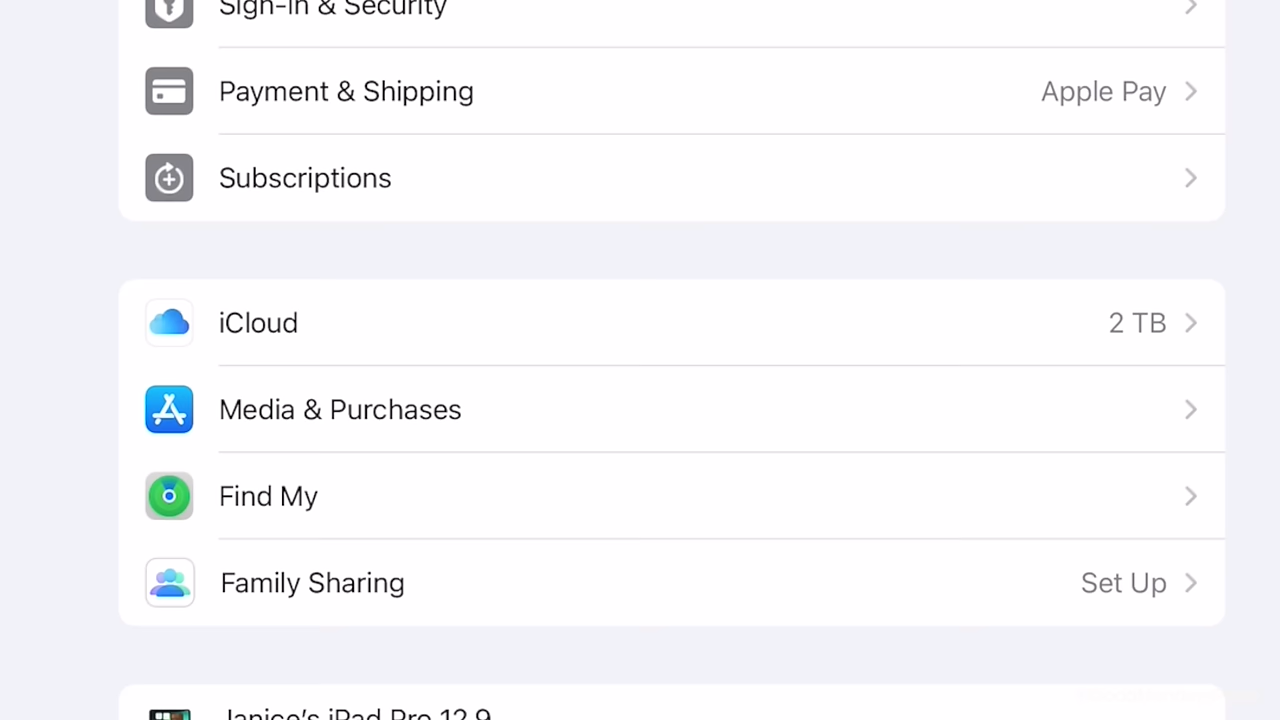 Sign-In & Security
Payment & Shipping Apple Pay
Subscriptions
iCloud 2 TB
Media & Purchases
Find My
Family Sharing Set Up
Janice's iPad Pro 12.9